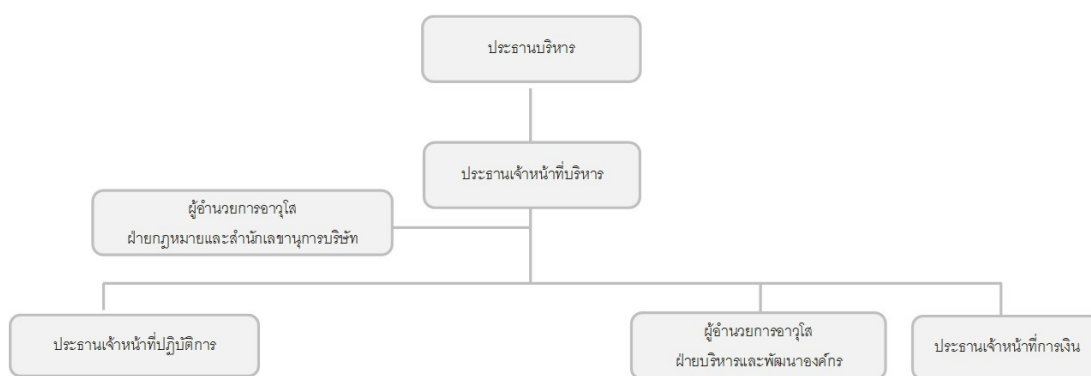 ประธานบริหาร
ประธานเจ้าหน้าที่บริหาร
ผู้อำนวยการอาวุโส
ฝ่ายกฎหมายและสำนักเลขานุการบริษัท
ประธานเจ้าหน้าที่ปฏิบัติการ
ผู้อำนวยการอาวุโส
ฝ่ายบริหารและพัฒนาองค์กร
ประธานเจ้าหน้าที่การเงิน